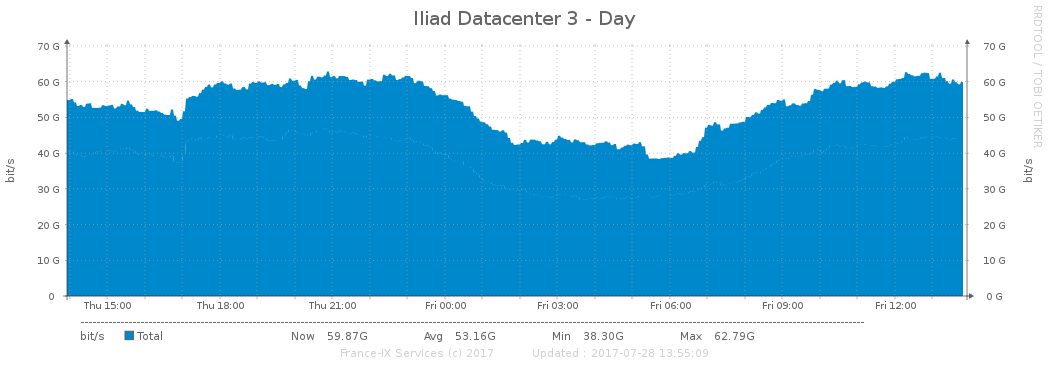 Iliad Datacenter 3 - Day
RRDTOOL / TOBI OETIKER
70 G 70 G
60 G 60 G
50 G 50 G
40 G 40 G
30 G 30 G
20 G 20 G
10 G 10 G
0 0 G
bit/s bit/s
Thu 15:00 Thu 18:00 Thu 21:00 Fri 00:00 Fri 03:00 Fri 06:00 Fri 09:00 Fri 12:00
bit/s Total Now 59.87G Avg 53.16G Min 38.30G Max 62.79G
France-IX Services (c) 2017 Updated : 2017-07-28 13:55:09